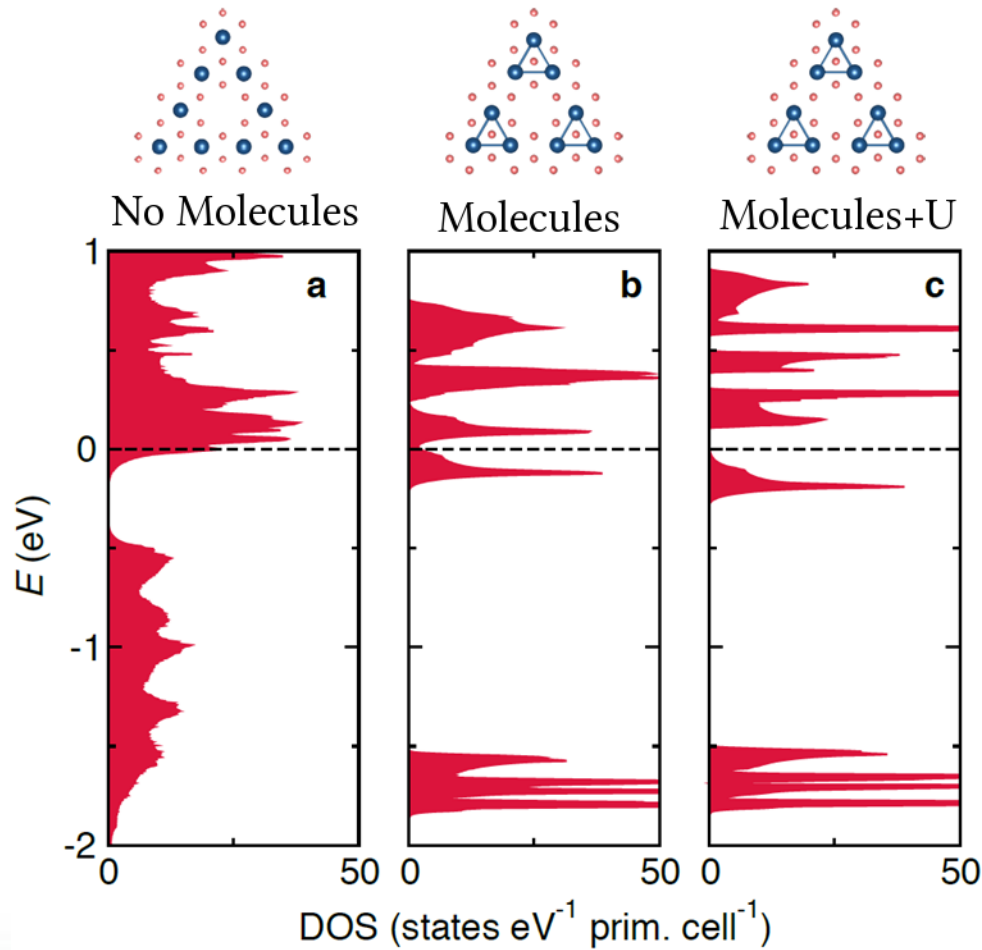 No Molecules
Molecules
Molecules+U
a
b
c
1
0
-1
-2
E (eV)
0
50
0
50
0
50
DOS (states eV⁻¹ prim. cell⁻¹)